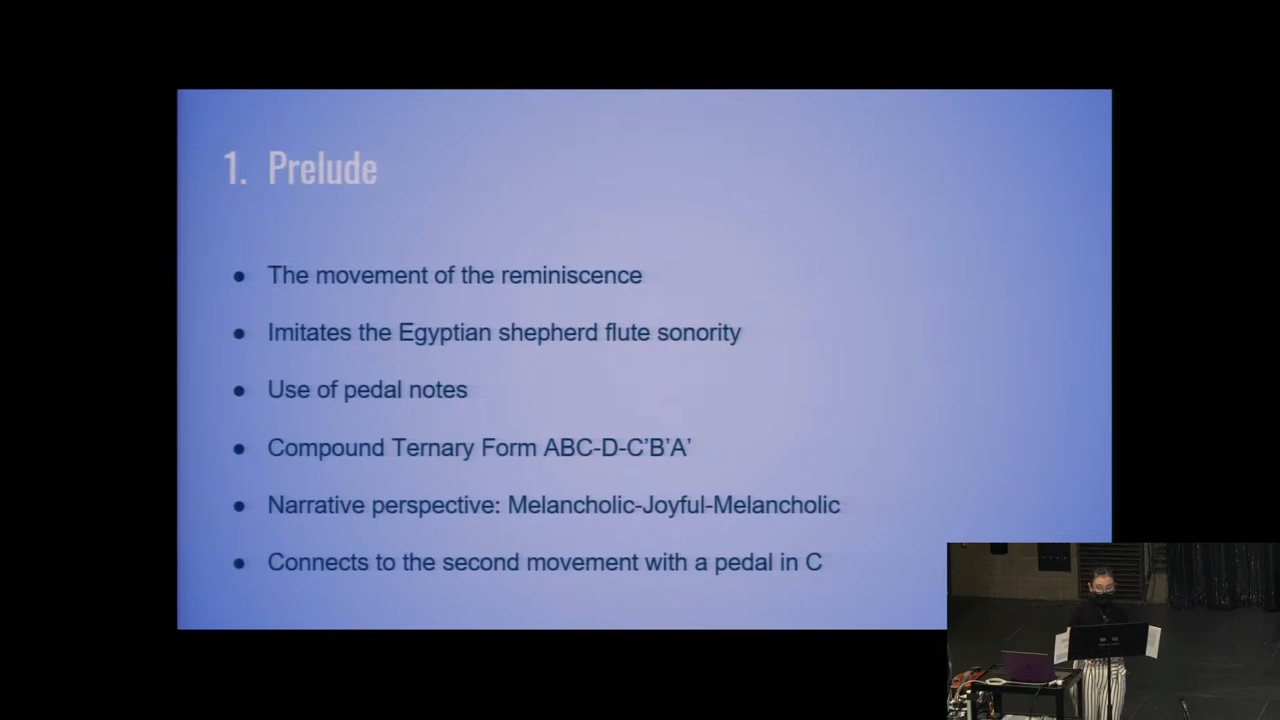 1. Prelude
● The movement of the reminiscence
● Imitates the Egyptian shepherd flute sonority
● Use of pedal notes
● Compound Ternary Form ABC-D-C’B’A’
● Narrative perspective: Melancholic-Joyful-Melancholic
● Connects to the second movement with a pedal in C